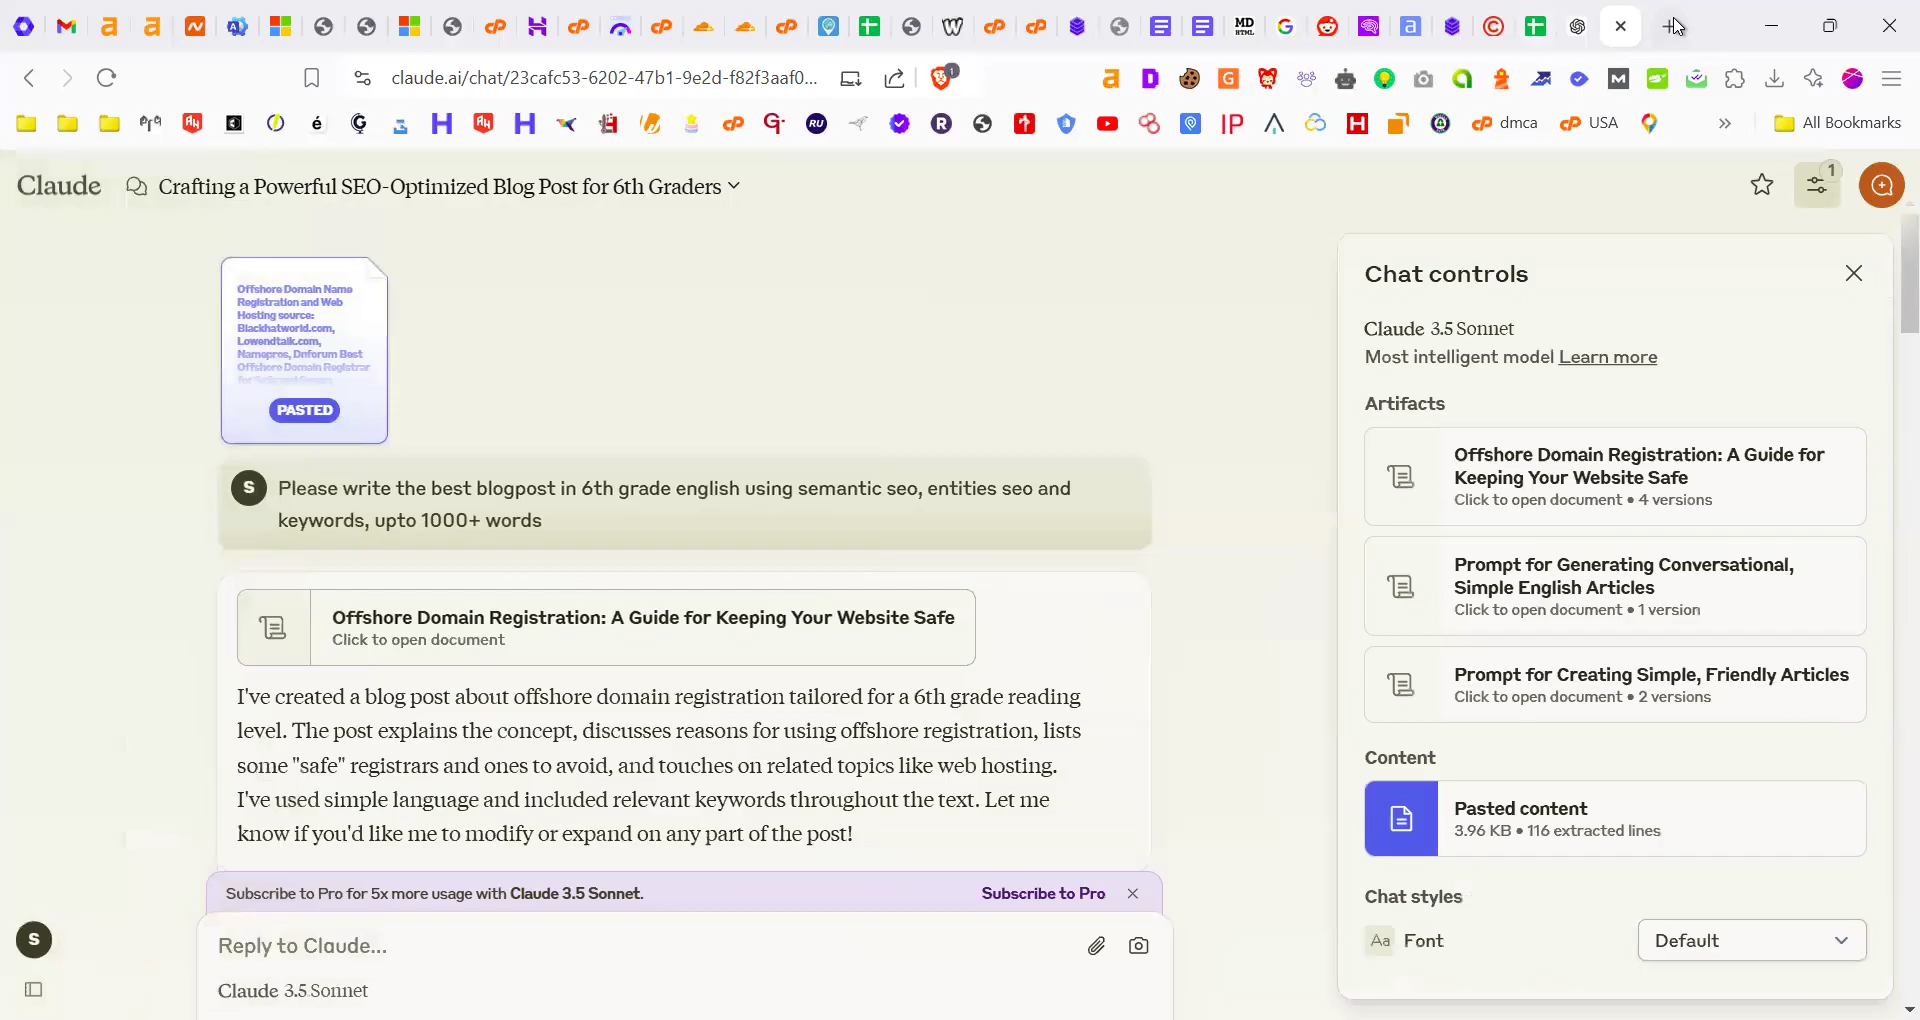 claude.ai/chat/23cafc53-6202-47b1-9e2d-f82f3aaf0...
1
dmca
USA
All Bookmarks
Claude
Crafting a Powerful SEO-Optimized Blog Post for 6th Graders
1
Offshore Domain Name
Registration and Web
Hosting source:
Blackhatworld.com,
Lowendtalk.com,
Namepros, Dnforum Best
Offshore Domain Registrar
PASTED
S
Please write the best blogpost in 6th grade english using semantic seo, entities seo and
keywords, upto 1000+ words
Offshore Domain Registration: A Guide for Keeping Your Website Safe
Click to open document
I've created a blog post about offshore domain registration tailored for a 6th grade reading
level. The post explains the concept, discusses reasons for using offshore registration, lists
some "safe" registrars and ones to avoid, and touches on related topics like web hosting.
I've used simple language and included relevant keywords throughout the text. Let me
know if you'd like me to modify or expand on any part of the post!
Subscribe to Pro for 5x more usage with Claude 3.5 Sonnet.
Subscribe to Pro
Reply to Claude...
Claude 3.5 Sonnet
S
Chat controls
Claude 3.5 Sonnet
Most intelligent model Learn more
Artifacts
Offshore Domain Registration: A Guide for
Keeping Your Website Safe
Click to open document • 4 versions
Prompt for Generating Conversational,
Simple English Articles
Click to open document • 1 version
Prompt for Creating Simple, Friendly Articles
Click to open document • 2 versions
Content
Pasted content
3.96 KB • 116 extracted lines
Chat styles
Aa Font
Default